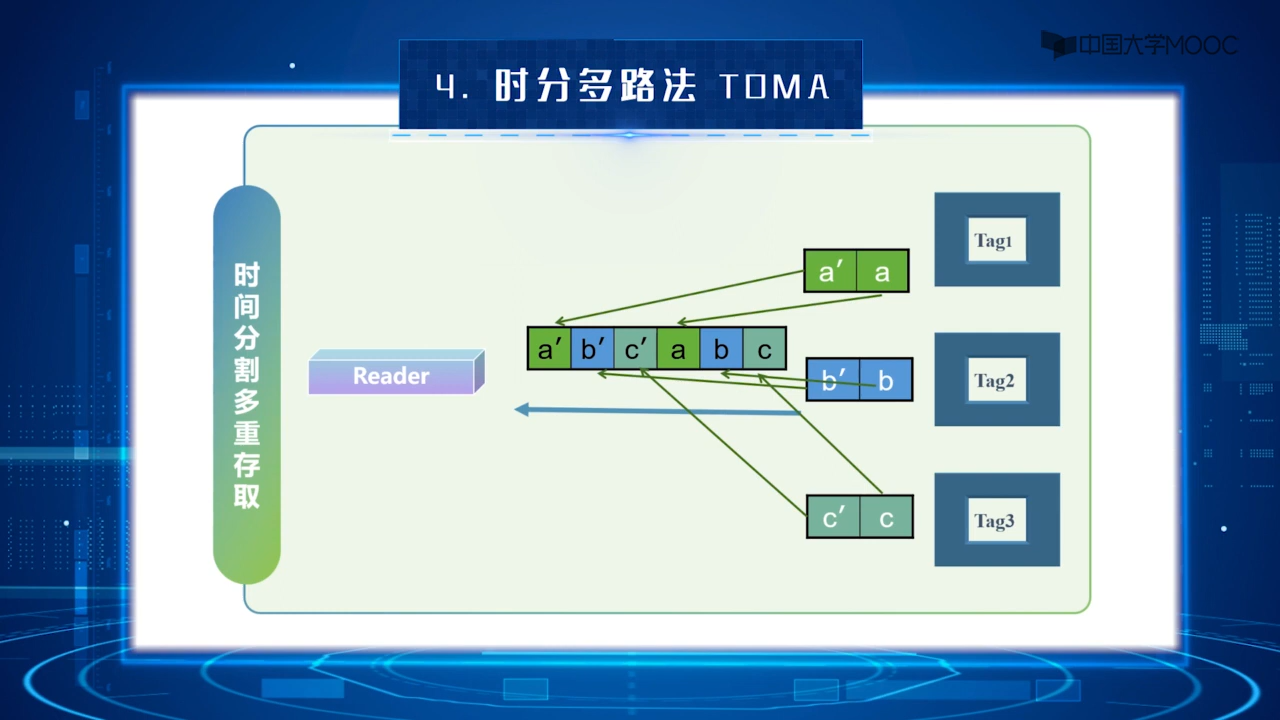 中国大学MOOC
4. 时分多路法 TDMA
时间分割多重存取
Tag1
a′ a
a′ b′ c′ a b c
Reader
b′ b
Tag2
c′ c
Tag3